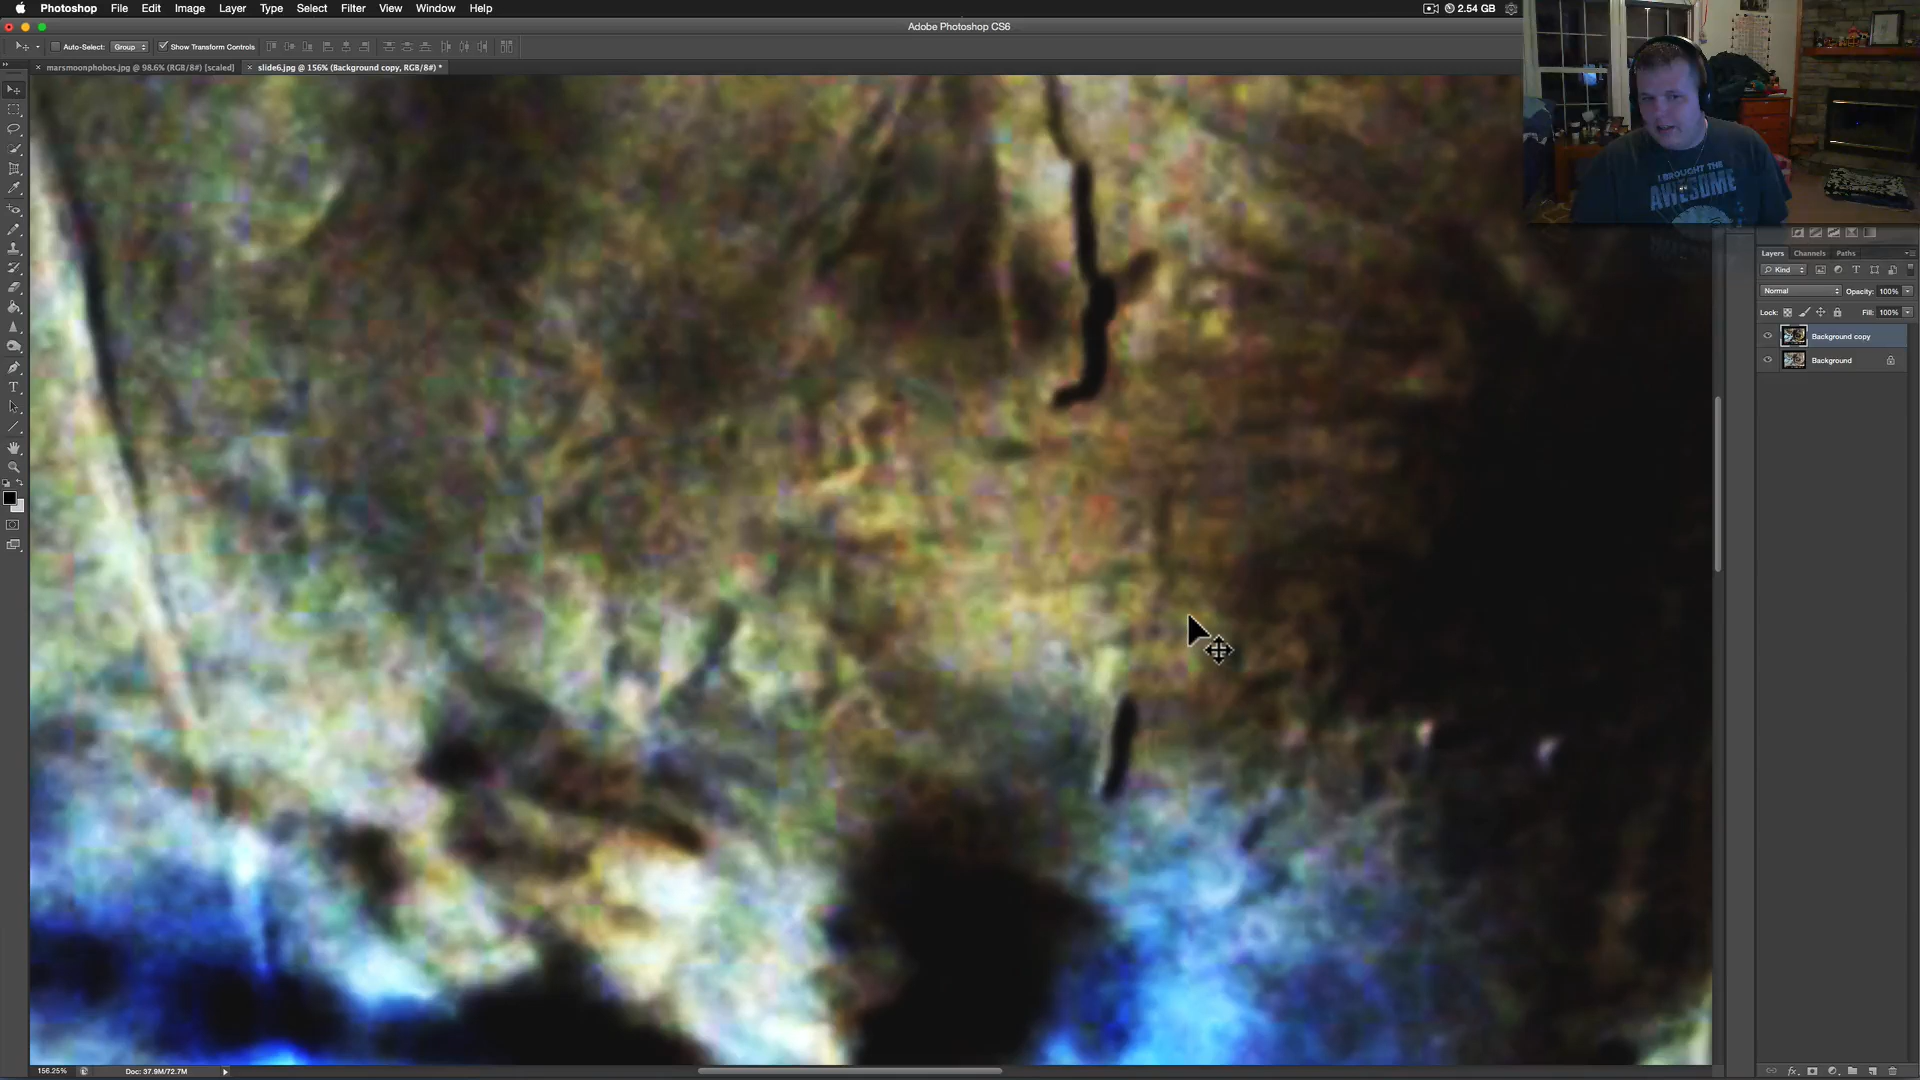 Photoshop File Edit Image Layer Type Select Filter View Window Help
2.54 GB
Adobe Photoshop CS6
Auto-Select: Group Show Transform Controls
marsmoonphobos.jpg @ 98.6% (RGB/8#) [scaled]
slide6.jpg @ 156% (Background copy, RGB/8#) *
I BROUGHT THE
AWESOME
Layers Channels Paths
Kind
Normal Opacity: 100%
Lock: Fill: 100%
Background copy
Background
156.25% Doc: 37.9M/72.7M